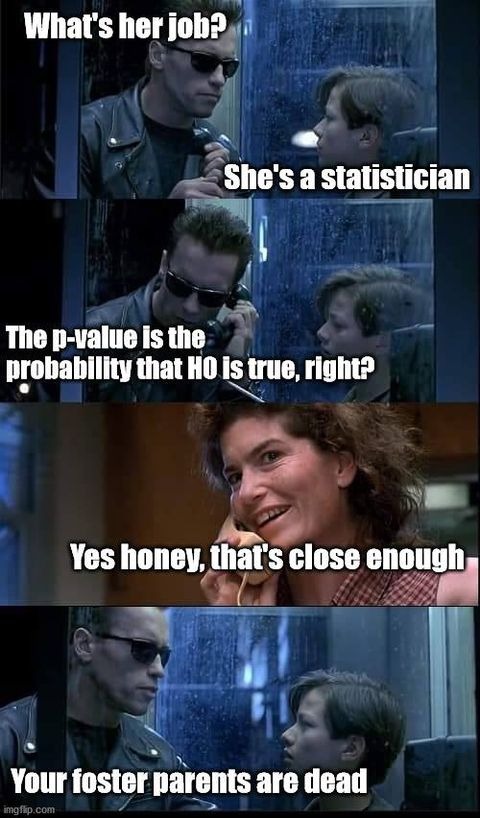 What's her job?
She's a statistician
The p-value is the
probability that H0 is true, right?
Yes honey, that's close enough
Your foster parents are dead
imgflip.com